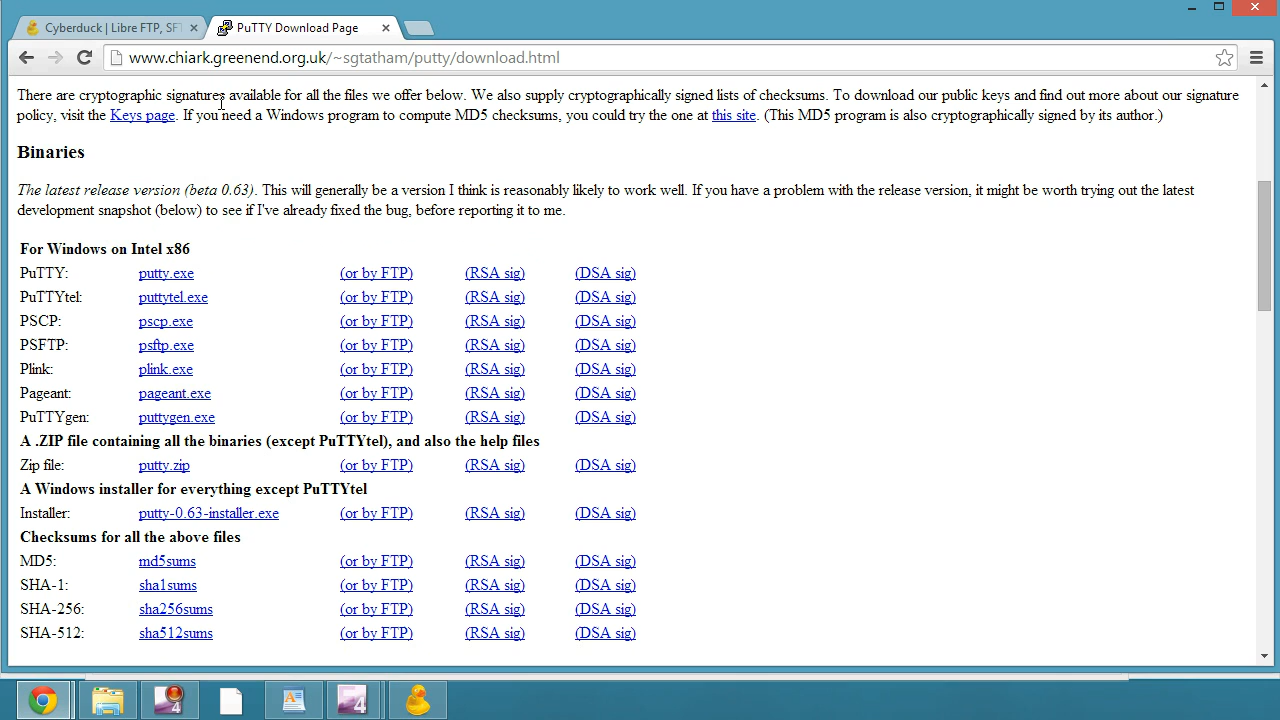 Cyberduck | Libre FTP, SFT
PuTTY Download Page
www.chiark.greenend.org.uk/~sgtatham/putty/download.html
There are cryptographic signatures available for all the files we offer below. We also supply cryptographically signed lists of checksums. To download our public keys and find out more about our signature
policy, visit the Keys page. If you need a Windows program to compute MD5 checksums, you could try the one at this site. (This MD5 program is also cryptographically signed by its author.)
Binaries
The latest release version (beta 0.63). This will generally be a version I think is reasonably likely to work well. If you have a problem with the release version, it might be worth trying out the latest
development snapshot (below) to see if I've already fixed the bug, before reporting it to me.
For Windows on Intel x86
PuTTY: putty.exe (or by FTP) (RSA sig) (DSA sig)
PuTTYtel: puttytel.exe (or by FTP) (RSA sig) (DSA sig)
PSCP: pscp.exe (or by FTP) (RSA sig) (DSA sig)
PSFTP: psftp.exe (or by FTP) (RSA sig) (DSA sig)
Plink: plink.exe (or by FTP) (RSA sig) (DSA sig)
Pageant: pageant.exe (or by FTP) (RSA sig) (DSA sig)
PuTTYgen: puttygen.exe (or by FTP) (RSA sig) (DSA sig)
A .ZIP file containing all the binaries (except PuTTYtel), and also the help files
Zip file: putty.zip (or by FTP) (RSA sig) (DSA sig)
A Windows installer for everything except PuTTYtel
Installer: putty-0.63-installer.exe (or by FTP) (RSA sig) (DSA sig)
Checksums for all the above files
MD5: md5sums (or by FTP) (RSA sig) (DSA sig)
SHA-1: sha1sums (or by FTP) (RSA sig) (DSA sig)
SHA-256: sha256sums (or by FTP) (RSA sig) (DSA sig)
SHA-512: sha512sums (or by FTP) (RSA sig) (DSA sig)
4
4